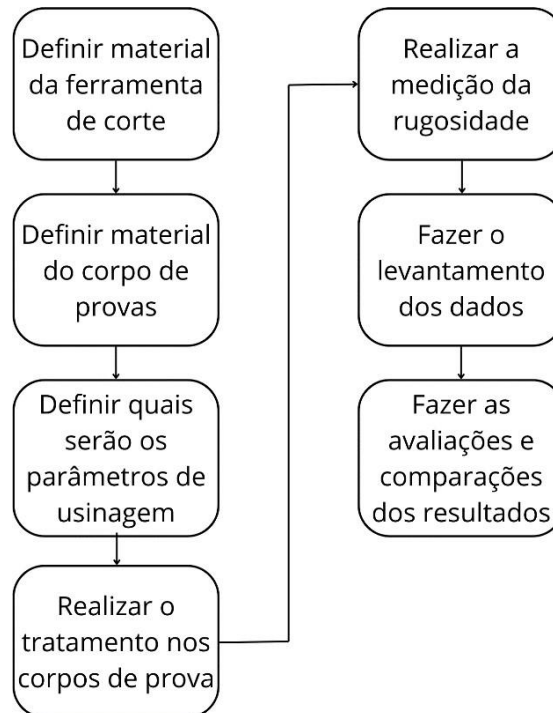 Definir material
da ferramenta
de corte
Definir material
do corpo de
provas
Definir quais
serão os
parâmetros de
usinagem
Realizar o
tratamento nos
corpos de prova
Realizar a
medição da
rugosidade
Fazer o
levantamento
dos dados
Fazer as
avaliações e
comparações
dos resultados